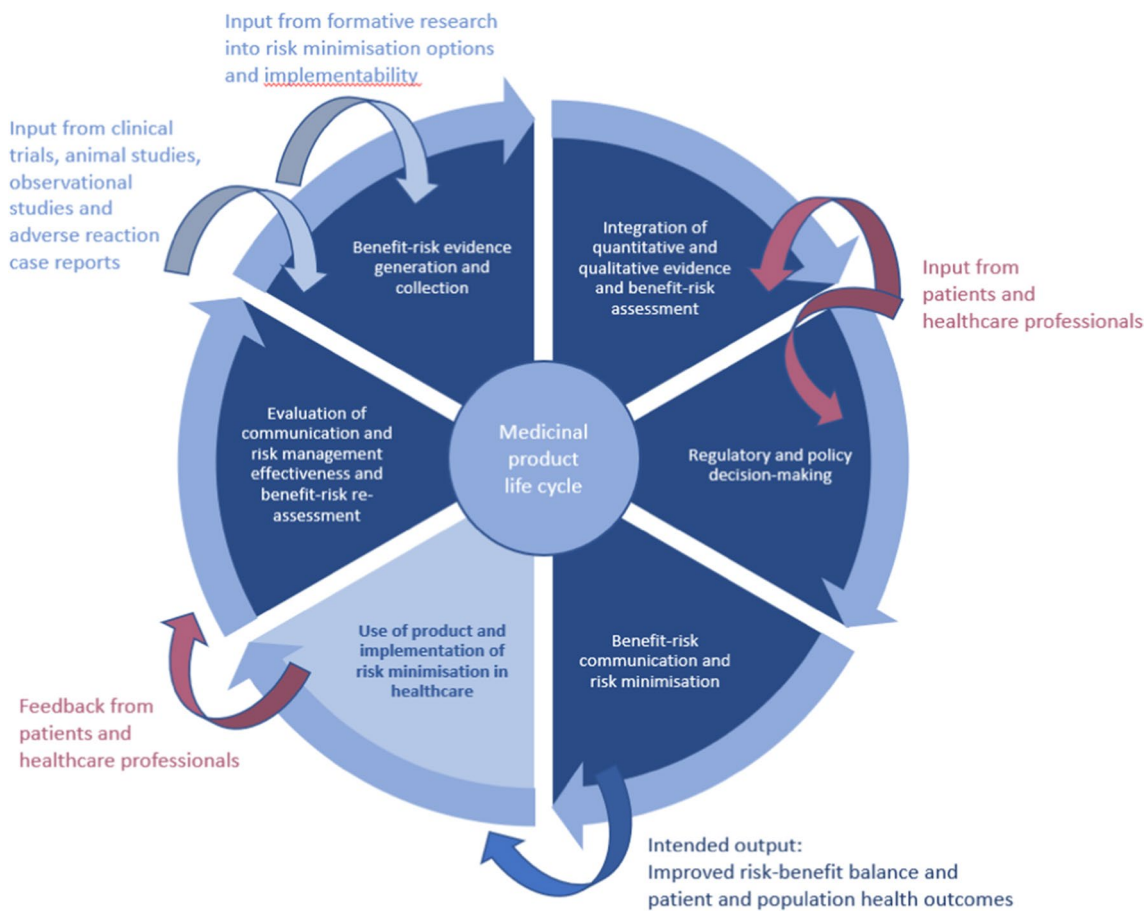 Input from formative research
into risk minimisation options
and implementability
Input from clinical
trials, animal studies,
observational
studies and
adverse reaction
case reports
Benefit-risk evidence
generation and
collection
Integration of
quantitative and
qualitative evidence
and benefit-risk
assessment
Input from
patients and
healthcare professionals
Evaluation of
communication and
risk management
effectiveness and
benefit-risk re-
assessment
Medicinal
product
life cycle
Regulatory and policy
decision-making
Use of product and
implementation of
risk minimisation in
healthcare
Benefit-risk
communication and
risk minimisation
Feedback from
patients and
healthcare professionals
Intended output:
Improved risk-benefit balance and
patient and population health outcomes